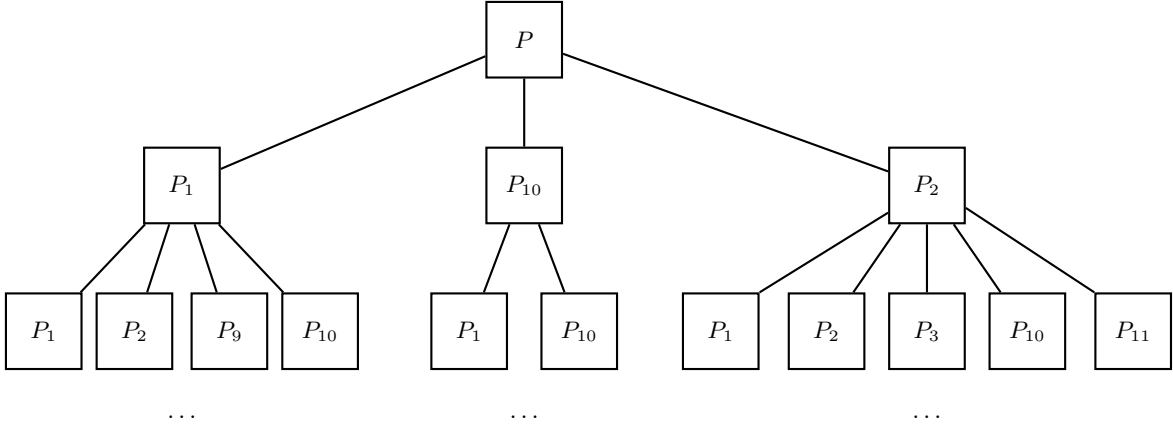 P
P₁ P₁₀ P₂
P₁ P₂ P₉ P₁₀ P₁ P₁₀ P₁ P₂ P₃ P₁₀ P₁₁
... ... ...